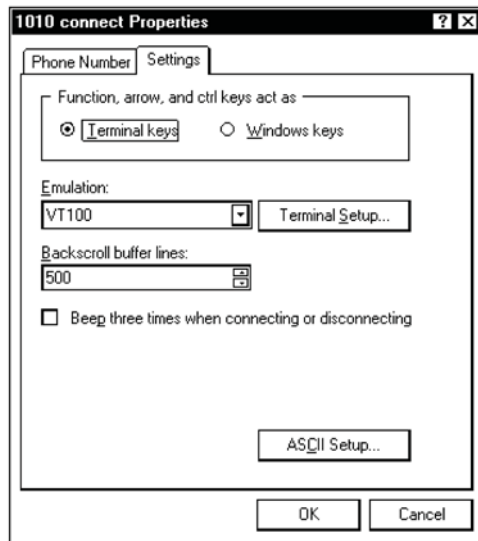 1010 connect Properties
Phone Number Settings
Function, arrow, and ctrl keys act as
Terminal keys Windows keys
Emulation:
VT100 Terminal Setup...
Backscroll buffer lines:
500
Beep three times when connecting or disconnecting
ASCII Setup...
OK Cancel